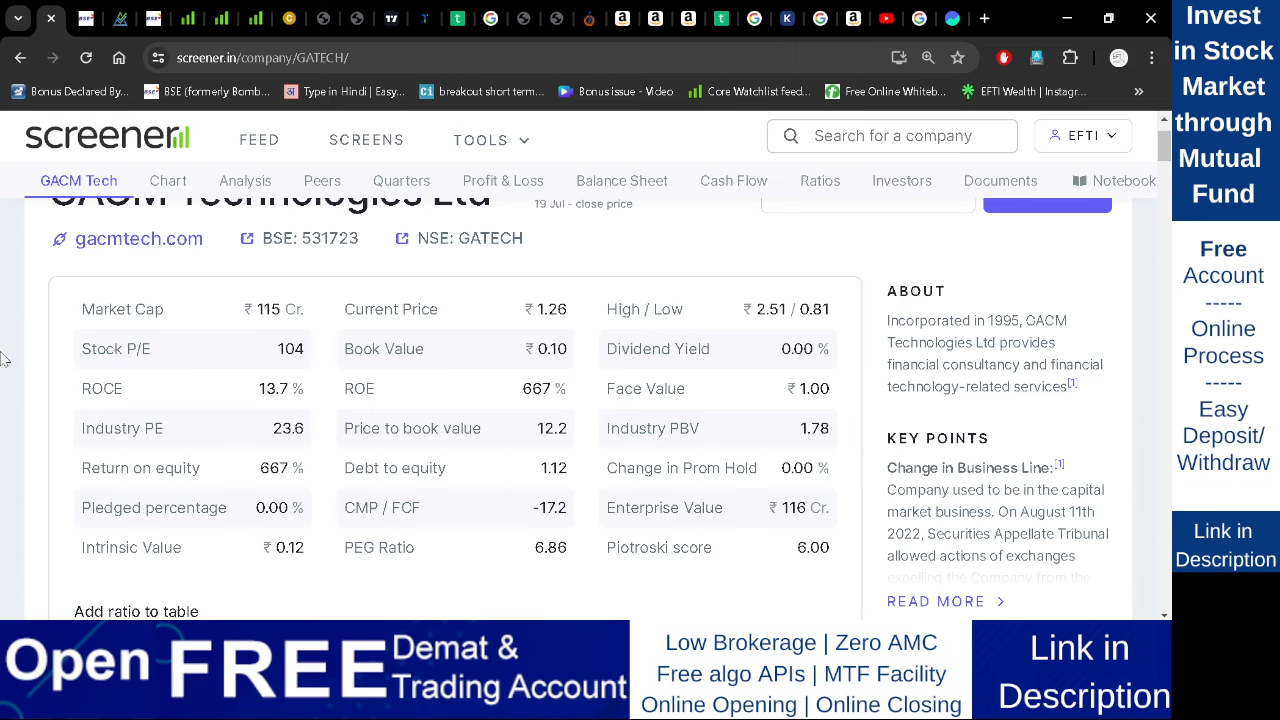 Invest
in Stock
Market
through
Mutual
Fund
screener.in/company/GATECH/
Bonus Declared By...
BSE (formerly Bomb...
Type in Hindi | Easy...
breakout short term...
Bonus issue - Video
Core Watchlist feed...
Free Online Whiteb...
EFTI Wealth | Instagr...
»
screener
FEED
SCREENS
TOOLS
Search for a company
EFTI
GACM Tech
Chart
Analysis
Peers
Quarters
Profit & Loss
Balance Sheet
Cash Flow
Ratios
Investors
Documents
Notebook
GACM Technologies Ltd
19 Jul - close price
gacmtech.com
BSE: 531723
NSE: GATECH
Market Cap ₹ 115 Cr.
Current Price ₹ 1.26
High / Low ₹ 2.51 / 0.81
Stock P/E 104
Book Value ₹ 0.10
Dividend Yield 0.00 %
ROCE 13.7 %
ROE 667 %
Face Value ₹ 1.00
Industry PE 23.6
Price to book value 12.2
Industry PBV 1.78
Return on equity 667 %
Debt to equity 1.12
Change in Prom Hold 0.00 %
Pledged percentage 0.00 %
CMP / FCF -17.2
Enterprise Value ₹ 116 Cr.
Intrinsic Value ₹ 0.12
PEG Ratio 6.86
Piotroski score 6.00
Add ratio to table
ABOUT
Incorporated in 1995, GACM
Technologies Ltd provides
financial consultancy and financial
technology-related services[1]
KEY POINTS
Change in Business Line:[1]
Company used to be in the capital
market business. On August 11th
2022, Securities Appellate Tribunal
allowed actions of exchanges
expelling the Company from the
READ MORE >
Free
Account
-----
Online
Process
-----
Easy
Deposit/
Withdraw
Link in
Description
Open FREE Demat &
Trading Account
Low Brokerage | Zero AMC
Free algo APIs | MTF Facility
Online Opening | Online Closing
Link in
Description